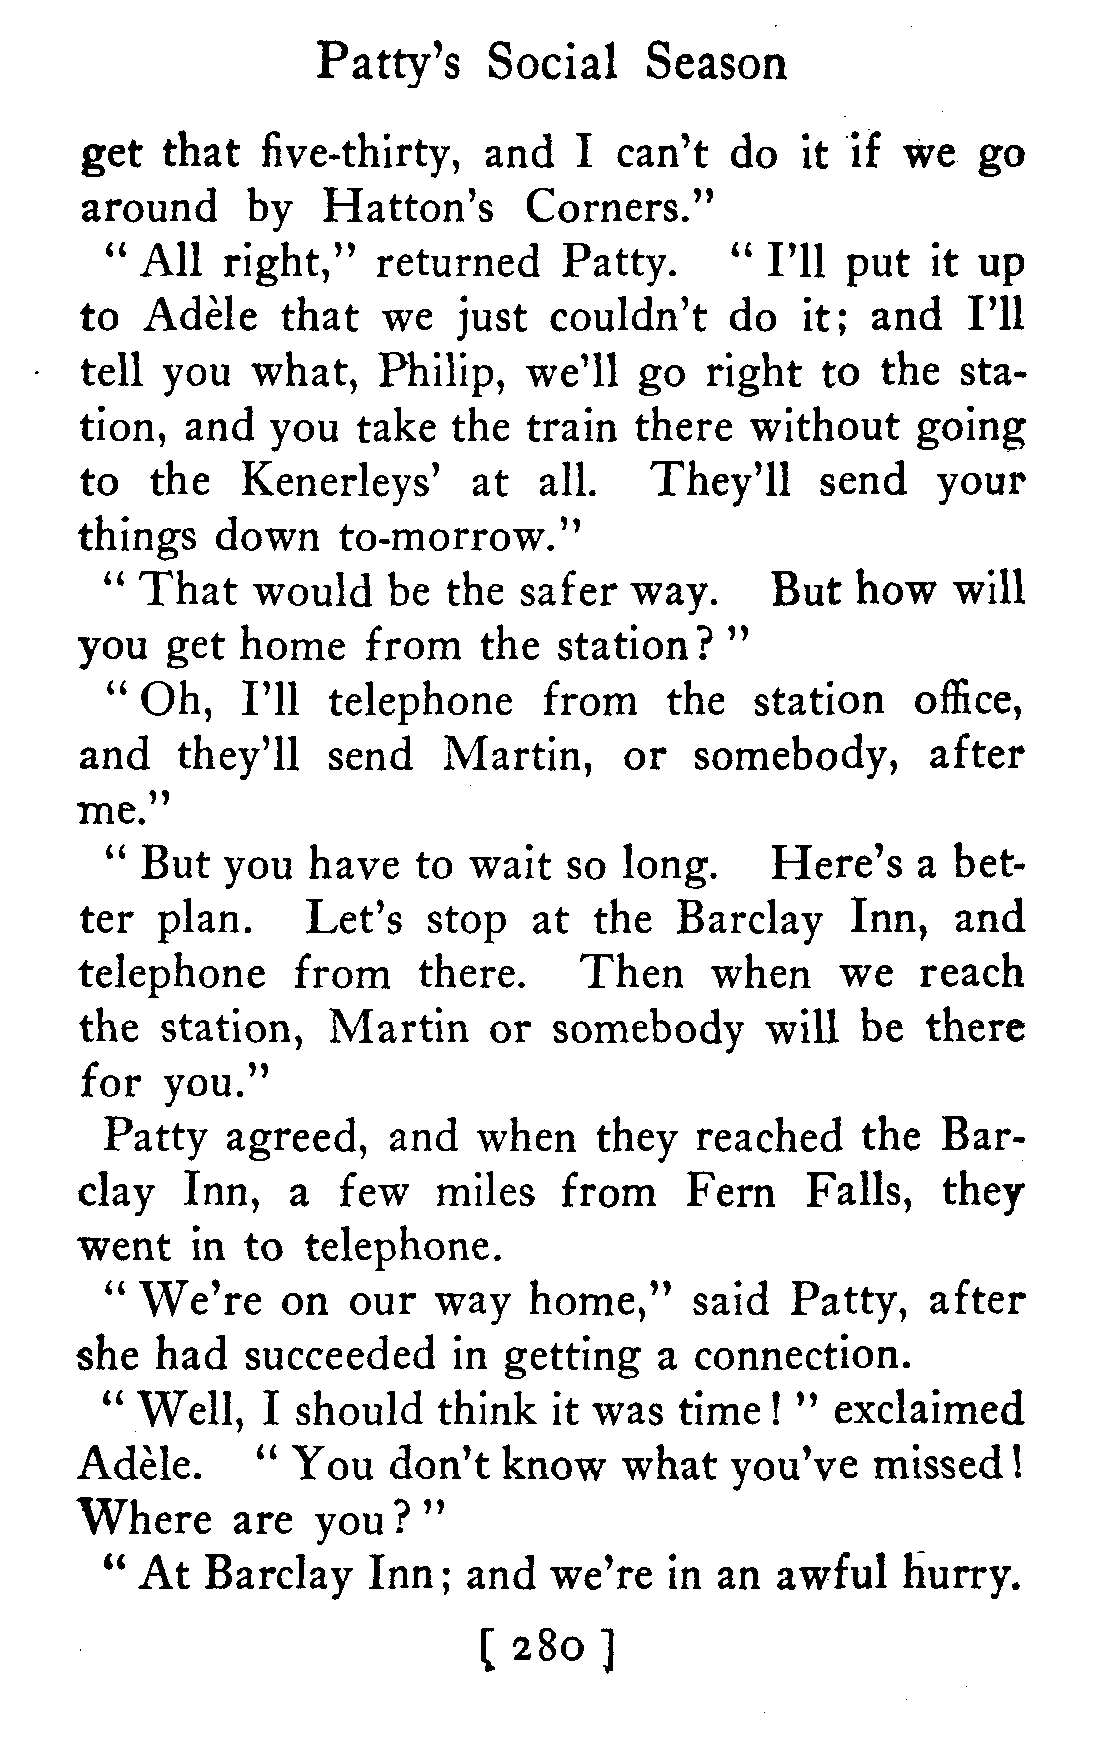 Patty's Social Season
get that five-thirty, and I can't do it if we go
around by Hatton's Corners."
" All right," returned Patty. " I'll put it up
to Adèle that we just couldn't do it; and I'll
tell you what, Philip, we'll go right to the sta-
tion, and you take the train there without going
to the Kenerleys' at all. They'll send your
things down to-morrow."
" That would be the safer way. But how will
you get home from the station? "
" Oh, I'll telephone from the station office,
and they'll send Martin, or somebody, after
me."
" But you have to wait so long. Here's a bet-
ter plan. Let's stop at the Barclay Inn, and
telephone from there. Then when we reach
the station, Martin or somebody will be there
for you."
Patty agreed, and when they reached the Bar-
clay Inn, a few miles from Fern Falls, they
went in to telephone.
" We're on our way home," said Patty, after
she had succeeded in getting a connection.
" Well, I should think it was time! " exclaimed
Adèle. " You don't know what you've missed!
Where are you? "
" At Barclay Inn; and we're in an awful hurry.
[ 280 ]